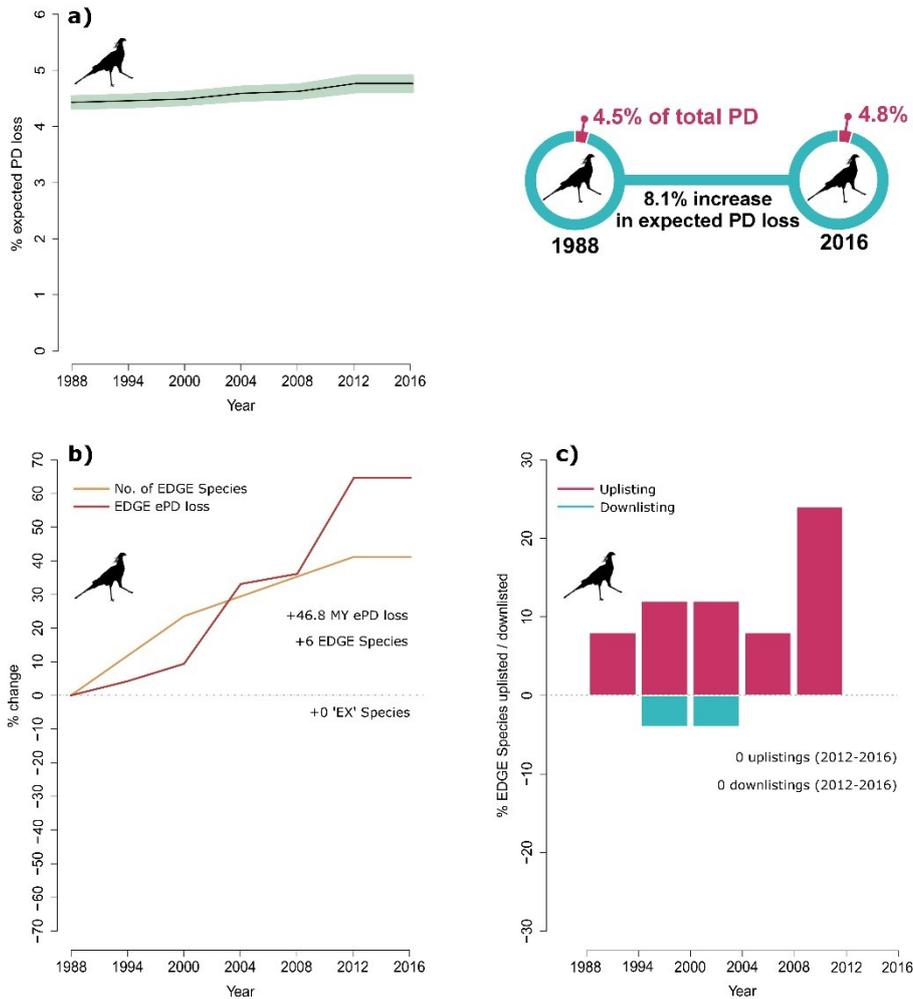 a)
6
5
4
3
2
1
0
% expected PD loss
1988 1994 2000 2004 2008 2012 2016
Year
4.5% of total PD
4.8%
8.1% increase
in expected PD loss
1988
2016
b)
70
60
50
40
30
20
10
0
−10
−20
−30
−40
−50
−60
−70
% change
No. of EDGE Species
EDGE ePD loss
+46.8 MY ePD loss
+6 EDGE Species
+0 'EX' Species
1988 1994 2000 2004 2008 2012 2016
Year
c)
30
20
10
0
−10
−20
−30
% EDGE Species uplisted / downlisted
Uplisting
Downlisting
0 uplistings (2012-2016)
0 downlistings (2012-2016)
1988 1994 2000 2004 2008 2012 2016
Year